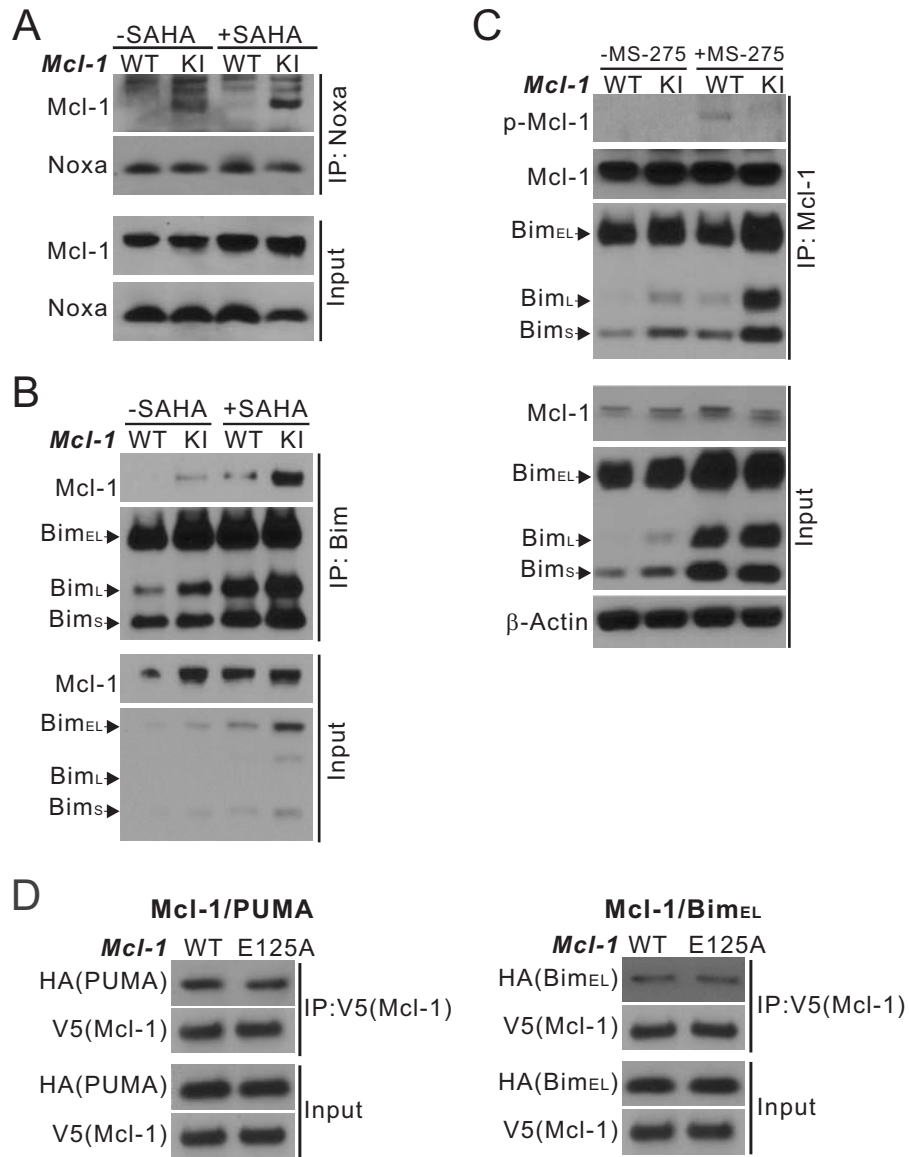 A
-SAHA +SAHA
Mcl-1 WT KI WT KI
Mcl-1
Noxa
IP: Noxa
Mcl-1
Noxa
Input
B
-SAHA +SAHA
Mcl-1 WT KI WT KI
Mcl-1
BimEL
BimL
BimS
IP: Bim
Mcl-1
BimEL
BimL
BimS
Input
C
-MS-275 +MS-275
Mcl-1 WT KI WT KI
p-Mcl-1
Mcl-1
BimEL
BimL
BimS
IP: Mcl-1
Mcl-1
BimEL
BimL
BimS
β-Actin
Input
D
Mcl-1/PUMA
Mcl-1 WT E125A
HA(PUMA)
V5(Mcl-1)
IP:V5(Mcl-1)
HA(PUMA)
V5(Mcl-1)
Input
Mcl-1/BimEL
Mcl-1 WT E125A
HA(BimEL)
V5(Mcl-1)
IP:V5(Mcl-1)
HA(BimEL)
V5(Mcl-1)
Input